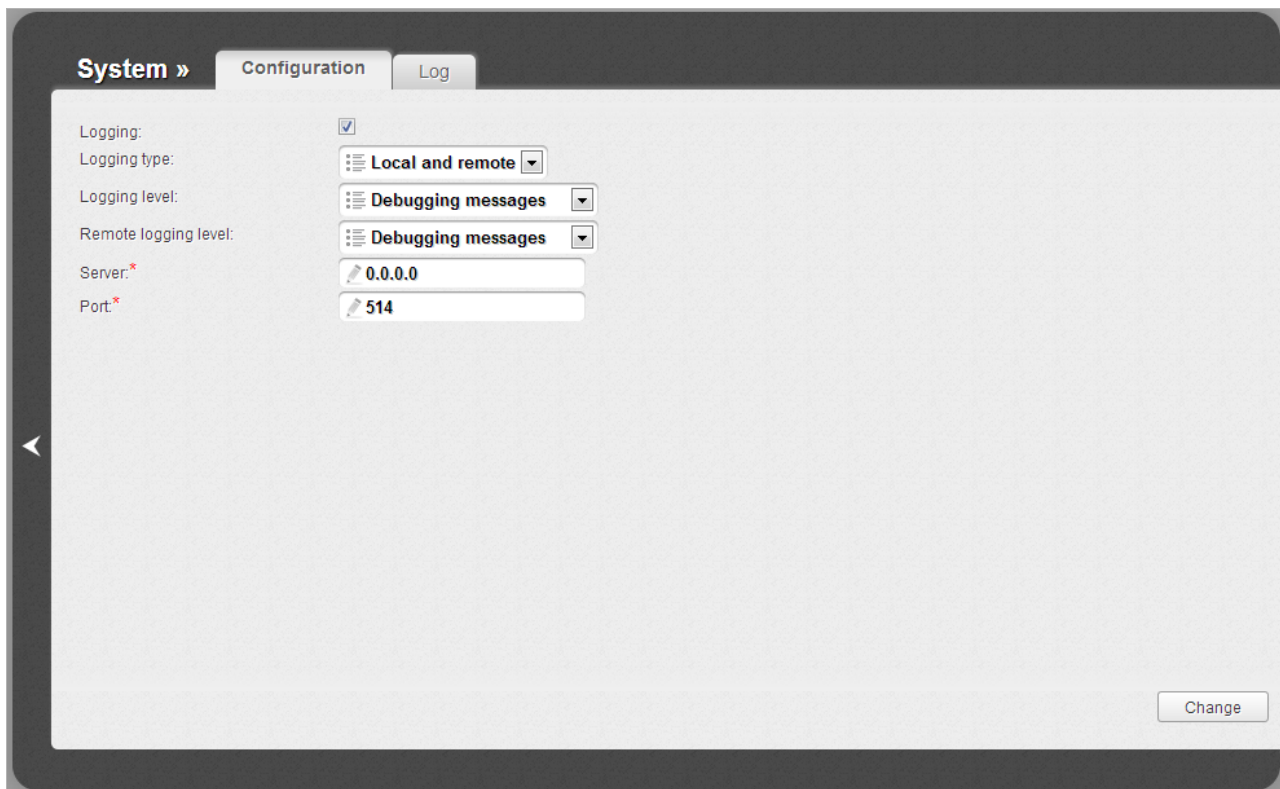 System » Configuration Log
Logging:
Logging type: Local and remote
Logging level: Debugging messages
Remote logging level: Debugging messages
Server:* 0.0.0.0
Port:* 514
Change